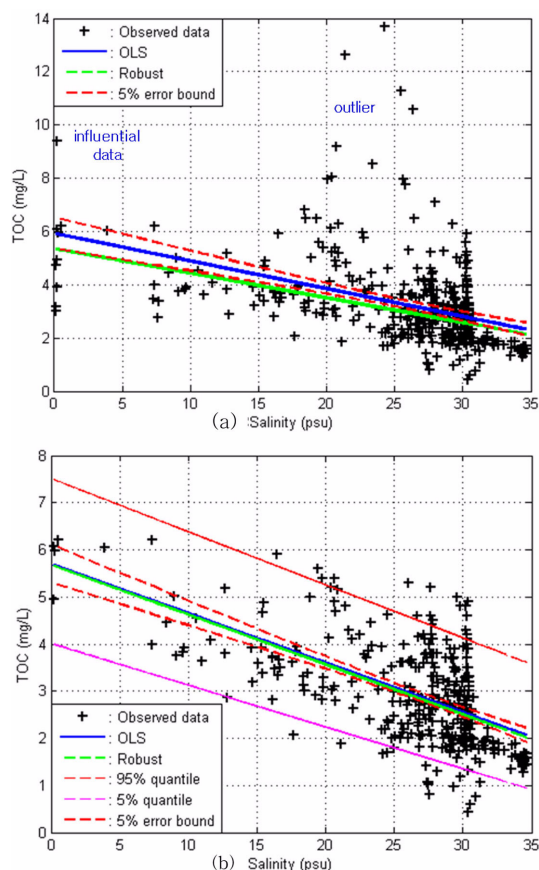 14
12
10
8
6
4
2
0
TOC (mg/L)
: Observed data
: OLS
: Robust
: 5% error bound
influential
data
outlier
0 5 10 15 20 25 30 35
(a) Salinity (psu)
8
7
6
5
4
3
2
1
0
TOC (mg/L)
: Observed data
: OLS
: Robust
: 95% quantile
: 5% quantile
: 5% error bound
0 5 10 15 20 25 30 35
(b) Salinity (psu)